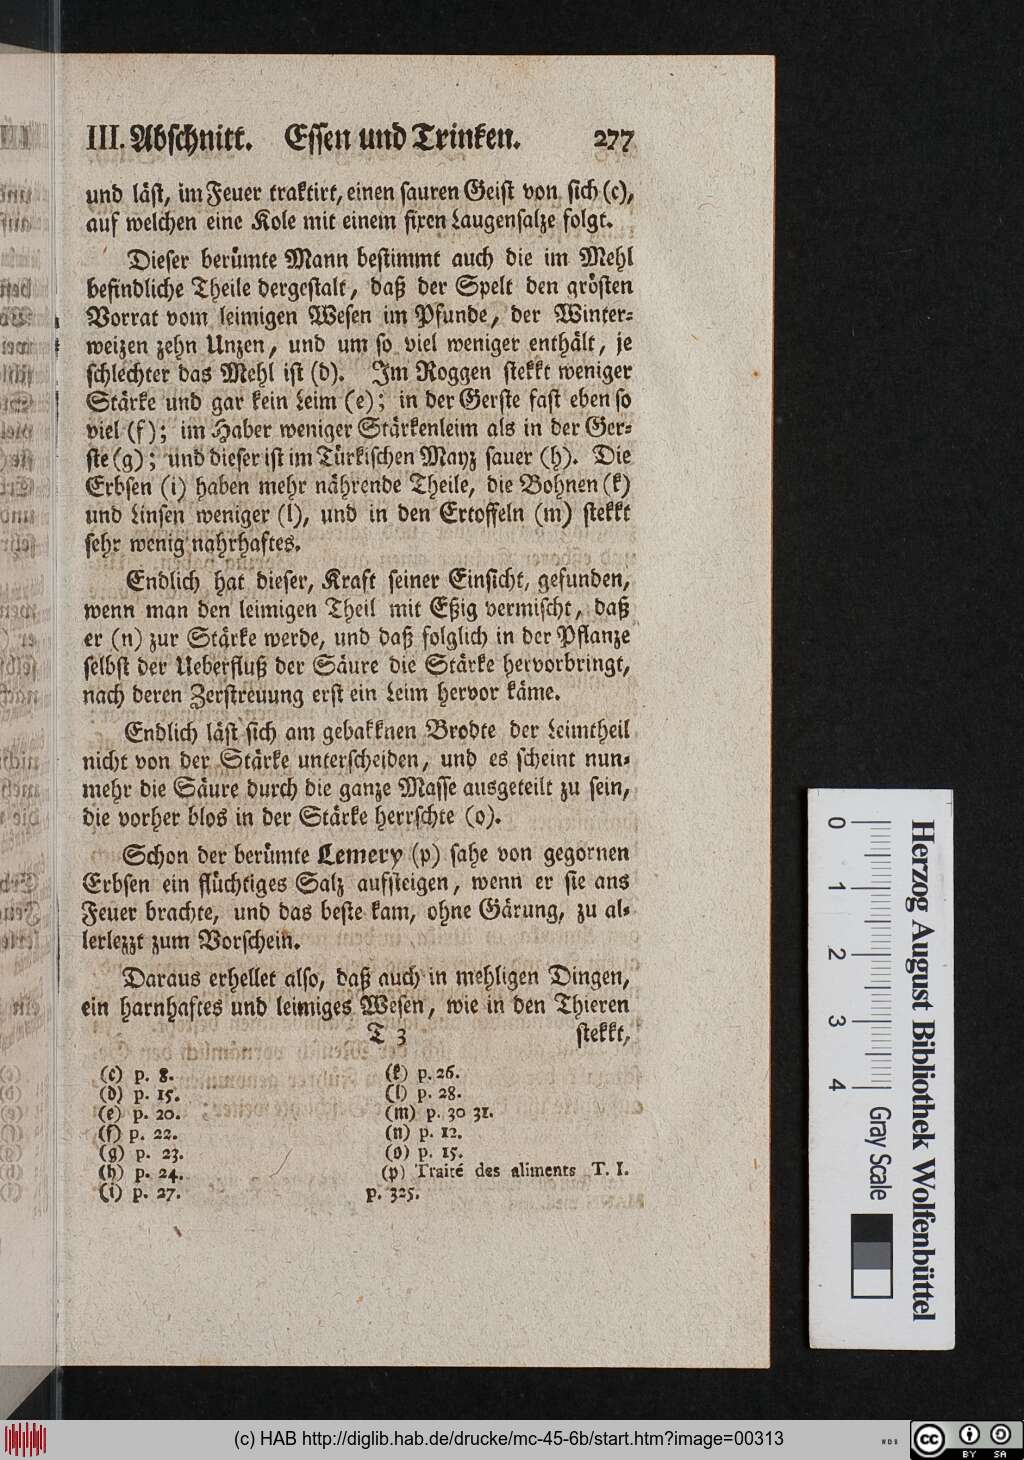 III. Abschnitt. Essen und Trinken. 277
und läst, im Feuer traktirt, einen sauren Geist von sich (c),
auf welchen eine Kole mit einem fixen Laugensalze folgt.
Dieser berümte Mann bestimmt auch die im Mehl
befindliche Theile dergestalt, daß der Spelt den grösten
Vorrat vom leimigen Wesen im Pfunde, der Winter-
weizen zehn Unzen, und um so viel weniger enthält, je
schlechter das Mehl ist (d). Im Roggen stekkt weniger
Stärke und gar kein Leim (e); in der Gerste fast eben so
viel (f); im Haber weniger Stärkenleim als in der Ger-
ste (g); und dieser ist im Türkischen Mayz sauer (h). Die
Erbsen (i) haben mehr nährende Theile, die Bohnen (k)
und Linsen weniger (l), und in den Ertoffeln (m) stekkt
sehr wenig nahrhaftes.
Endlich hat dieser, Kraft seiner Einsicht, gefunden,
wenn man den leimigen Theil mit Eßig vermischt, daß
er (n) zur Stärke werde, und daß folglich in der Pflanze
selbst der Ueberfluß der Säure die Stärke hervorbringt,
nach deren Zerstreuung erst ein Leim hervor käme.
Endlich läst sich am gebakknen Brodte der Leimtheil
nicht von der Stärke unterscheiden, und es scheint nun-
mehr die Säure durch die ganze Masse ausgeteilt zu sein,
die vorher blos in der Stärke herrschte (o).
Schon der berümte Lemery (p) sahe von gegornen
Erbsen ein flüchtiges Salz aufsteigen, wenn er sie ans
Feuer brachte, und das beste kam, ohne Gärung, zu al-
lerlezzt zum Vorschein.
Daraus erhellet also, daß auch in mehligen Dingen,
ein harnhaftes und leimiges Wesen, wie in den Thieren
T 3 stekkt,
(c) p. 8.
(d) p. 15.
(e) p. 20.
(f) p. 22.
(g) p. 23.
(h) p. 24.
(i) p. 27.
(k) p. 26.
(l) p. 28.
(m) p. 30 31.
(n) p. 12.
(o) p. 15.
(p) Traité des aliments T. I.
p. 325.
Herzog August Bibliothek Wolfenbüttel
0 1 2 3 4 Gray Scale
(c) HAB http://diglib.hab.de/drucke/mc-45-6b/start.htm?image=00313
cc BY SA